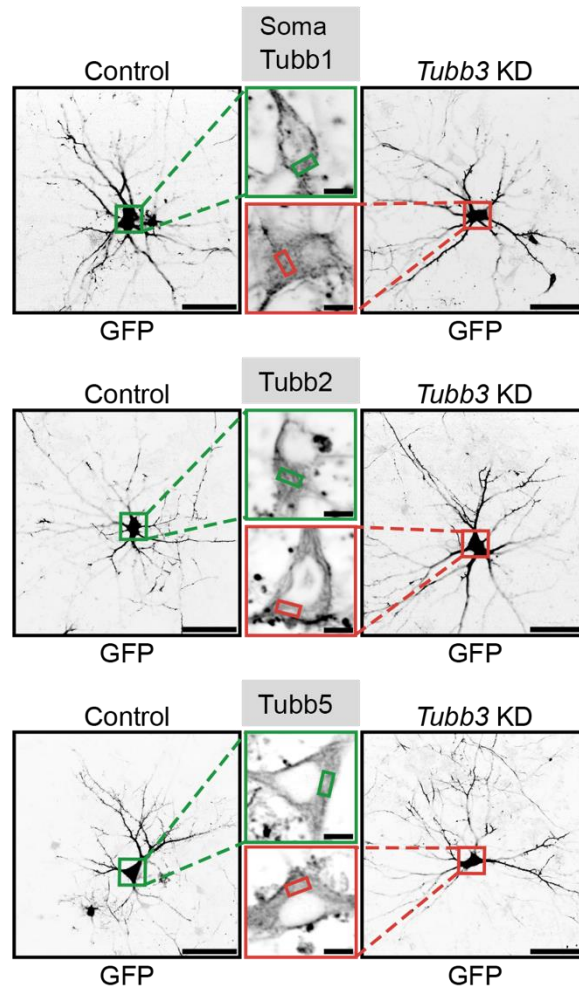 Soma
Tubb1
Control
Tubb3 KD
GFP
GFP
Tubb2
Control
Tubb3 KD
GFP
GFP
Tubb5
Control
Tubb3 KD
GFP
GFP